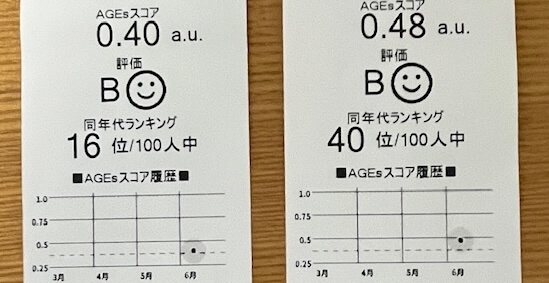 AGEsスコア
0.40 a.u.
評価
B
同年代ランキング
16 位/100人中
■AGEsスコア履歴■
1.0
0.75
0.5
0.25
3月 4月 5月 6月
AGEsスコア
0.48 a.u.
評価
B
同年代ランキング
40 位/100人中
■AGEsスコア履歴■
1.0
0.75
0.5
0.25
3月 4月 5月 6月